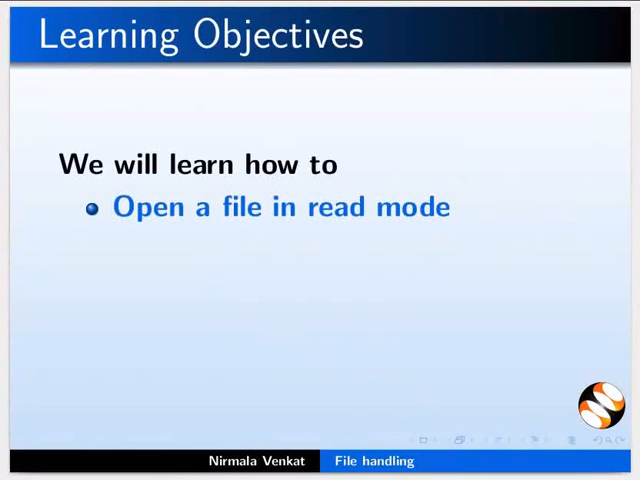 Learning Objectives
We will learn how to
Open a file in read mode
Nirmala Venkat
File handling